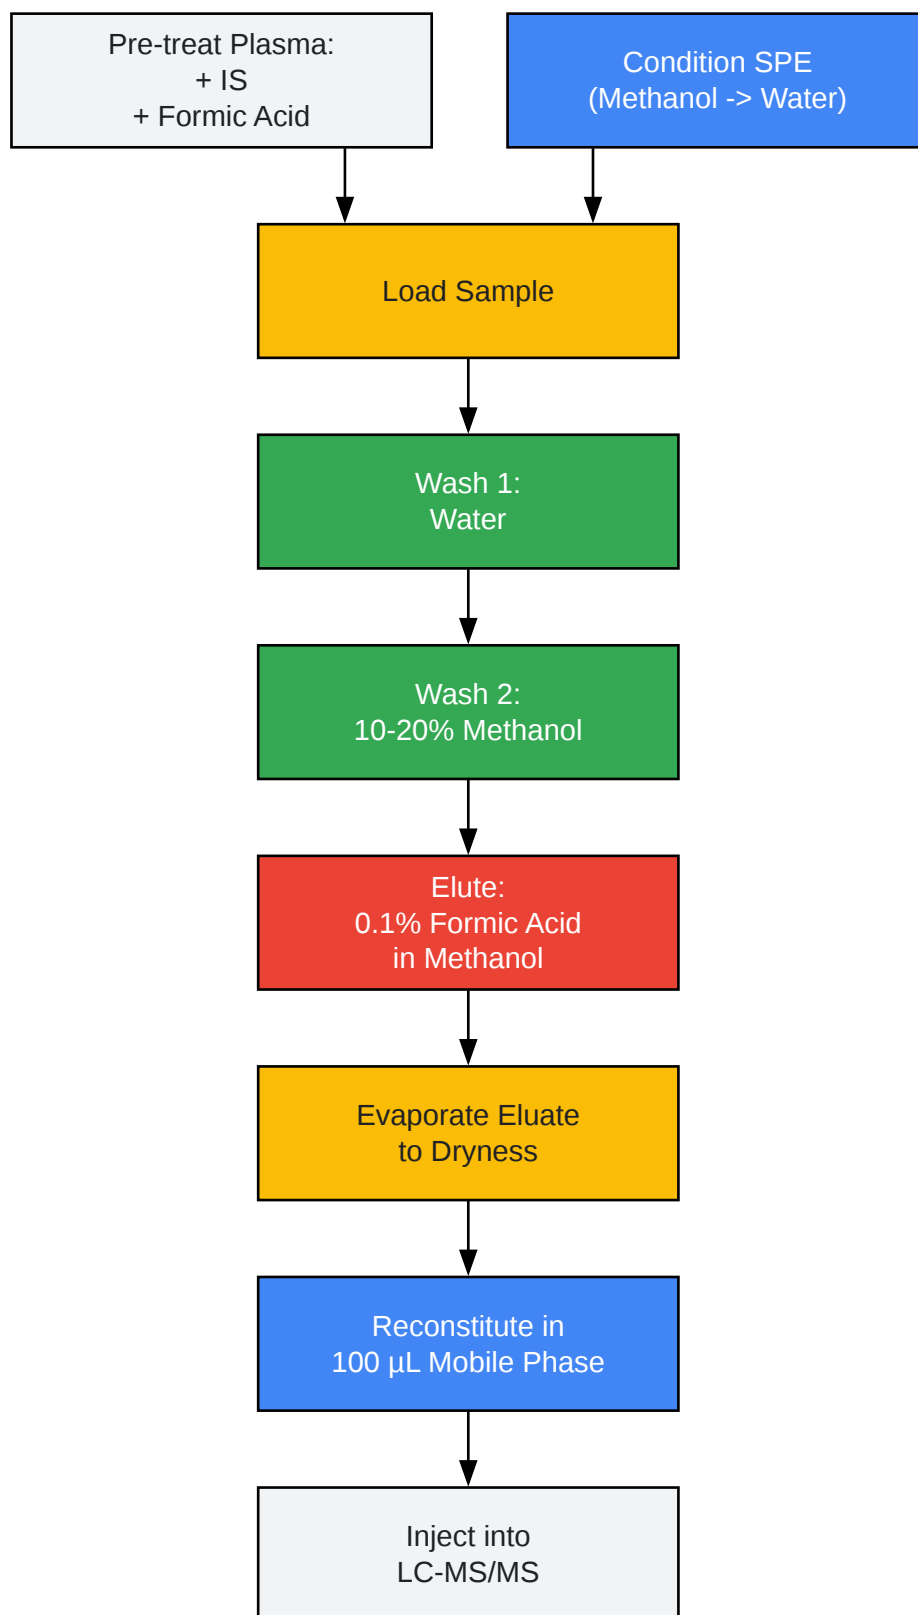 Pre-treat Plasma:
+ IS
+ Formic Acid
Condition SPE
(Methanol -> Water)
Load Sample
Wash 1:
Water
Wash 2:
10-20% Methanol
Elute:
0.1% Formic Acid
in Methanol
Evaporate Eluate
to Dryness
Reconstitute in
100 µL Mobile Phase
Inject into
LC-MS/MS